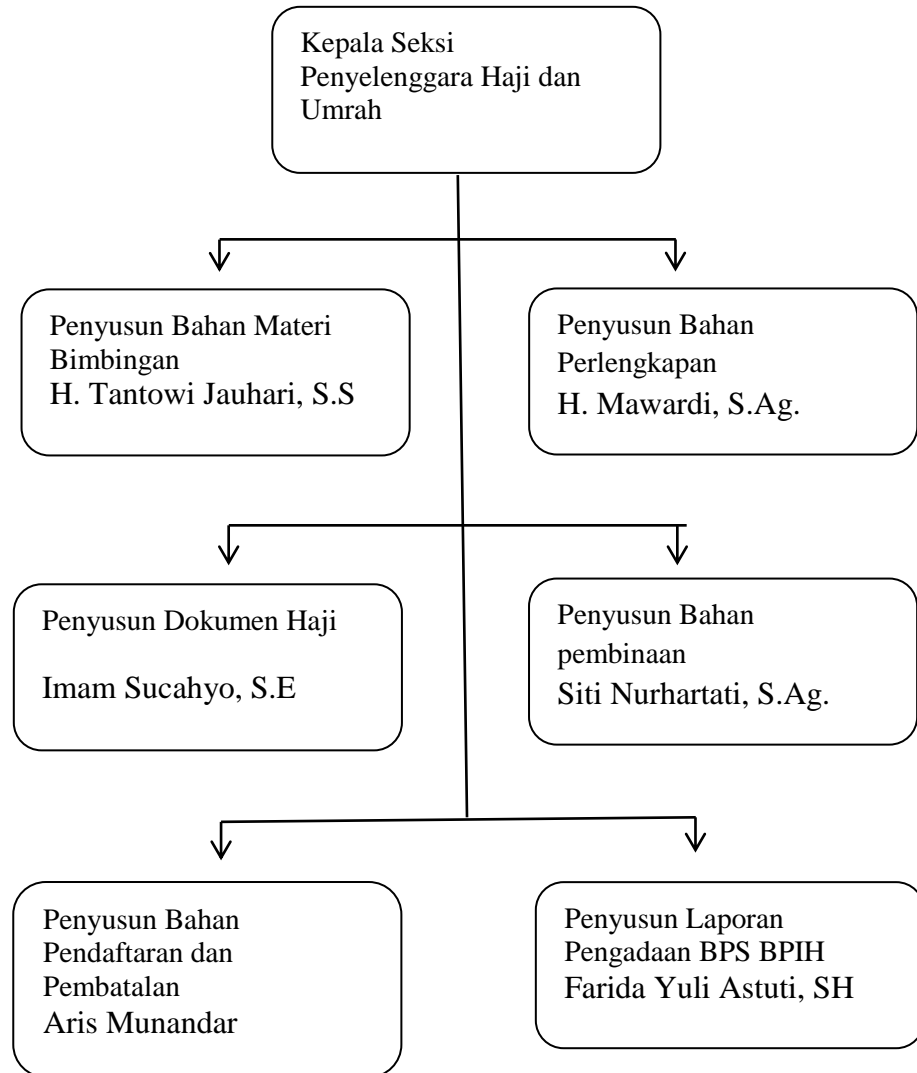 Kepala Seksi
Penyelenggara Haji dan
Umrah
Penyusun Bahan Materi
Bimbingan
H. Tantowi Jauhari, S.S
Penyusun Bahan
Perlengkapan
H. Mawardi, S.Ag.
Penyusun Dokumen Haji
Imam Sucahyo, S.E
Penyusun Bahan
pembinaan
Siti Nurhartati, S.Ag.
Penyusun Bahan
Pendaftaran dan
Pembatalan
Aris Munandar
Penyusun Laporan
Pengadaan BPS BPIH
Farida Yuli Astuti, SH